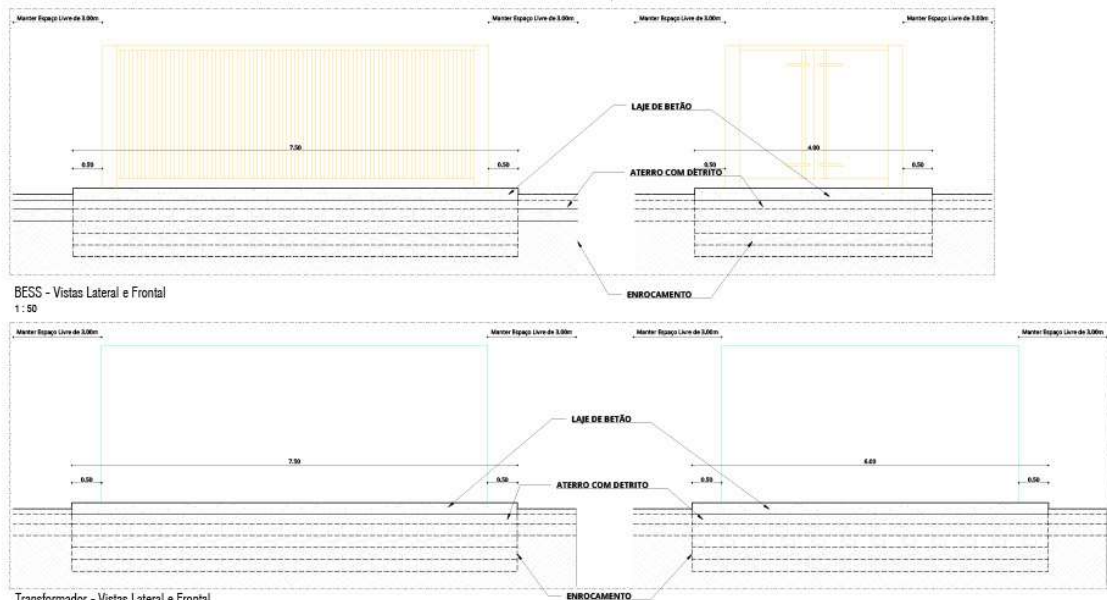 Manter Espaço Livre de 3.00m Manter Espaço Livre de 3.00m Manter Espaço Livre de 3.00m Manter Espaço Livre de 3.00m
LAJE DE BETÃO
7.50 4.00
0.50 0.50 0.50 0.50
ATERRO COM DETRITO
ENROCAMENTO
BESS - Vistas Lateral e Frontal
1 : 50
Manter Espaço Livre de 3.00m Manter Espaço Livre de 3.00m Manter Espaço Livre de 3.00m Manter Espaço Livre de 3.00m
LAJE DE BETÃO
7.50 6.00
0.50 0.50 0.50 0.50
ATERRO COM DETRITO
ENROCAMENTO
Transformador - Vistas Lateral e Frontal